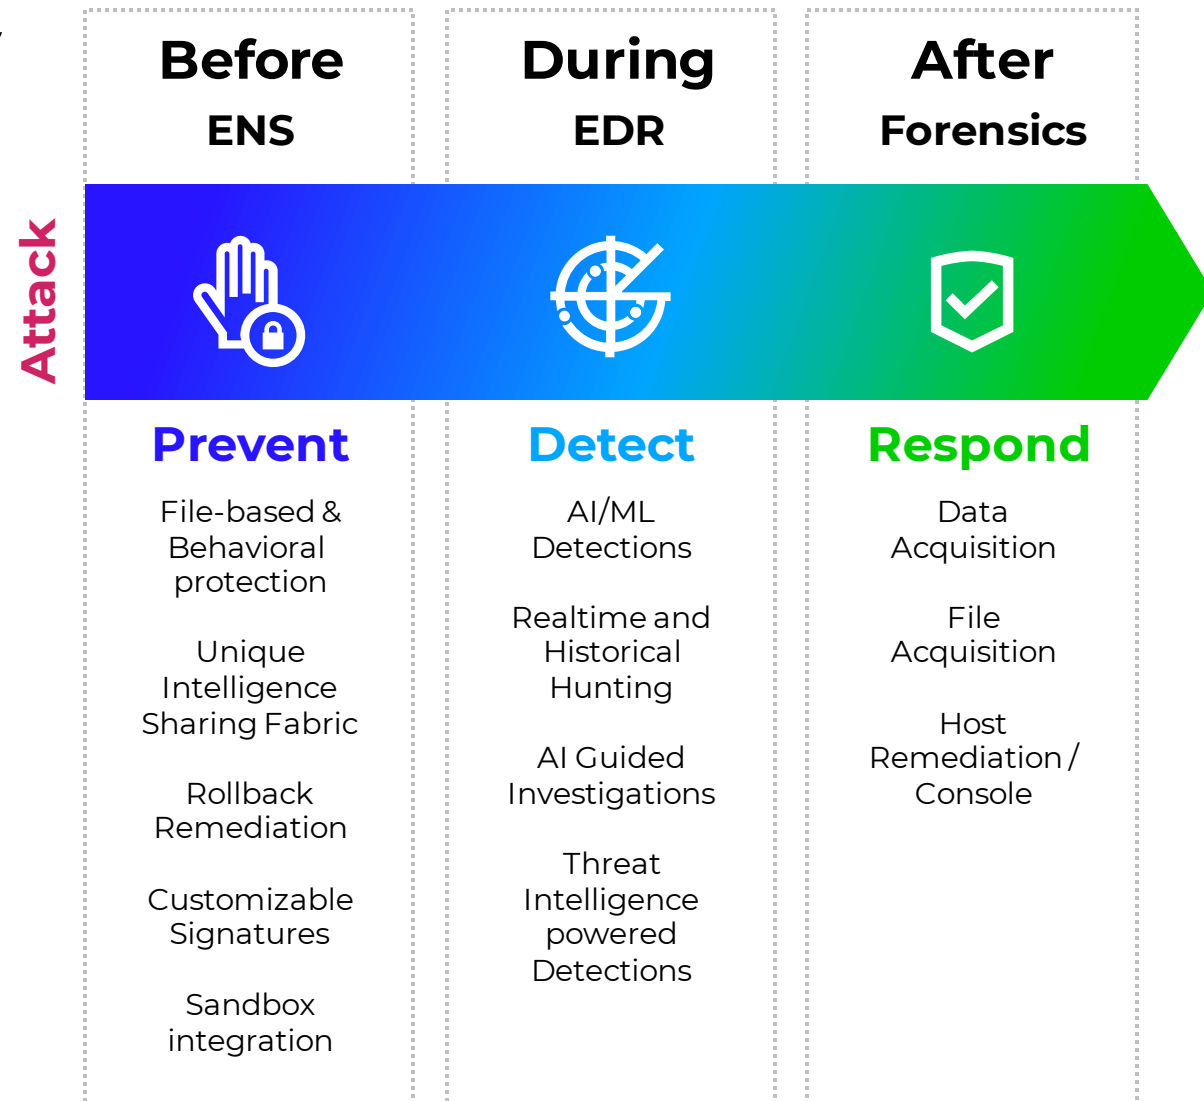 Before
ENS
During
EDR
After
Forensics
Attack
Prevent
File-based &
Behavioral
protection
Unique
Intelligence
Sharing Fabric
Rollback
Remediation
Customizable
Signatures
Sandbox
integration
Detect
AI/ML
Detections
Realtime and
Historical
Hunting
AI Guided
Investigations
Threat
Intelligence
powered
Detections
Respond
Data
Acquisition
File
Acquisition
Host
Remediation /
Console